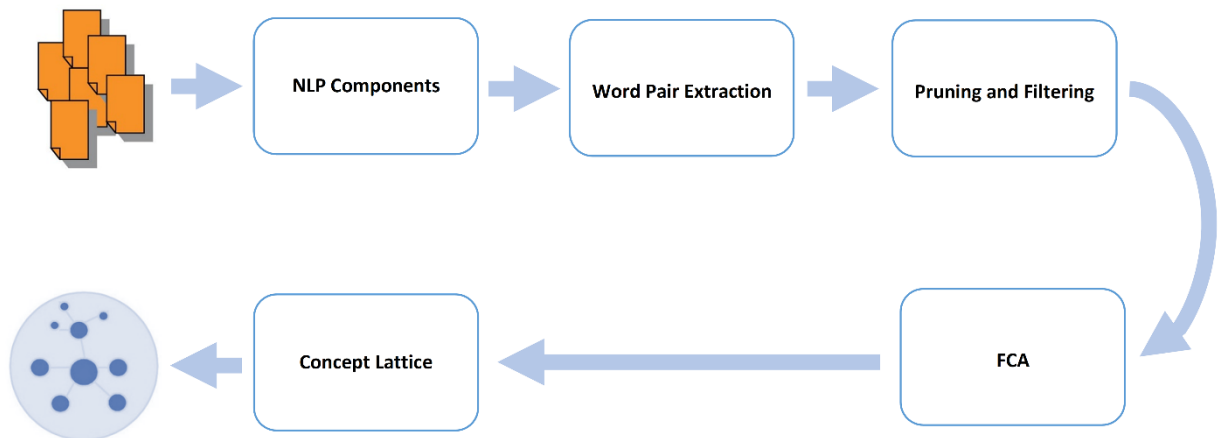 NLP Components
Word Pair Extraction
Pruning and Filtering
FCA
Concept Lattice